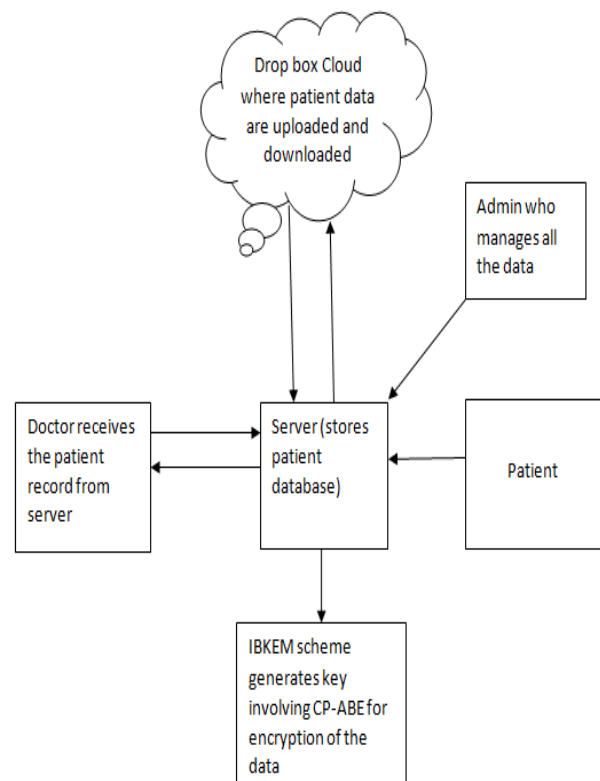 Drop box Cloud
where patient data
are uploaded and
downloaded
Admin who
manages all
the data
Doctor receives
the patient
record from
server
Server (stores
patient
database)
Patient
IBKEM scheme
generates key
involving CP-ABE for
encryption of the
data